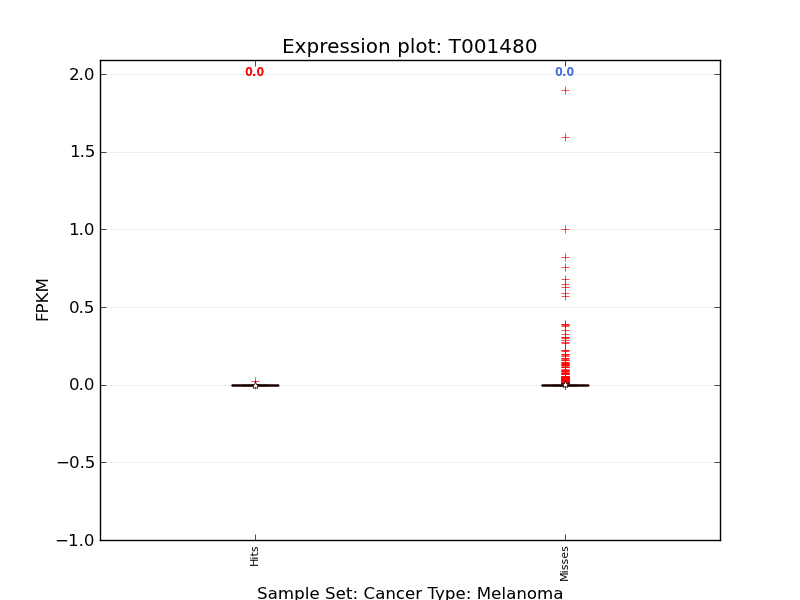 Expression plot: T001480
0.0
0.0
2.0
1.5
1.0
0.5
0.0
−0.5
−1.0
FPKM
Hits
Misses
Sample Set: Cancer Type: Melanoma